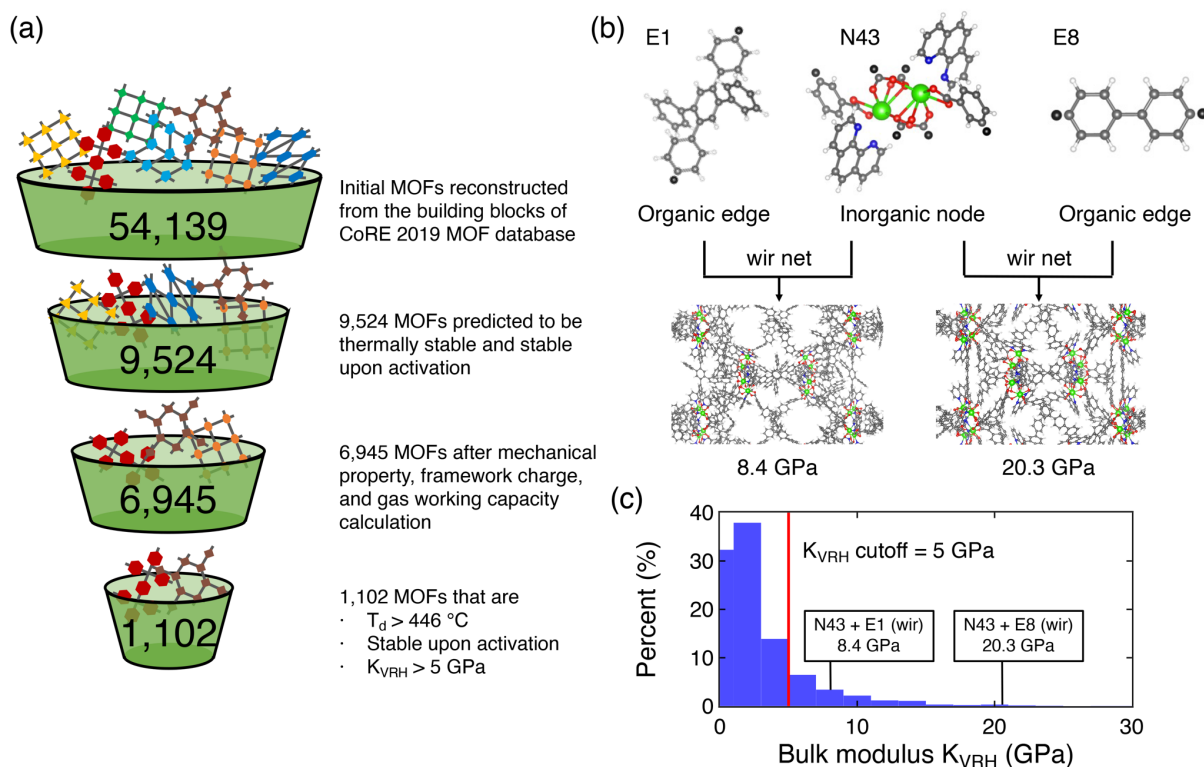 (a)
54,139
Initial MOFs reconstructed
from the building blocks of
CoRE 2019 MOF database
9,524
9,524 MOFs predicted to be
thermally stable and stable
upon activation
6,945
6,945 MOFs after mechanical
property, framework charge,
and gas working capacity
calculation
1,102
1,102 MOFs that are
· T_d > 446 °C
· Stable upon activation
· K_VRH > 5 GPa
(b)
E1
N43
E8
Organic edge
Inorganic node
Organic edge
wir net
wir net
8.4 GPa
20.3 GPa
(c)
Percent (%)
40
30
20
10
0
K_VRH cutoff = 5 GPa
N43 + E1 (wir)
8.4 GPa
N43 + E8 (wir)
20.3 GPa
0
10
20
30
Bulk modulus K_VRH (GPa)